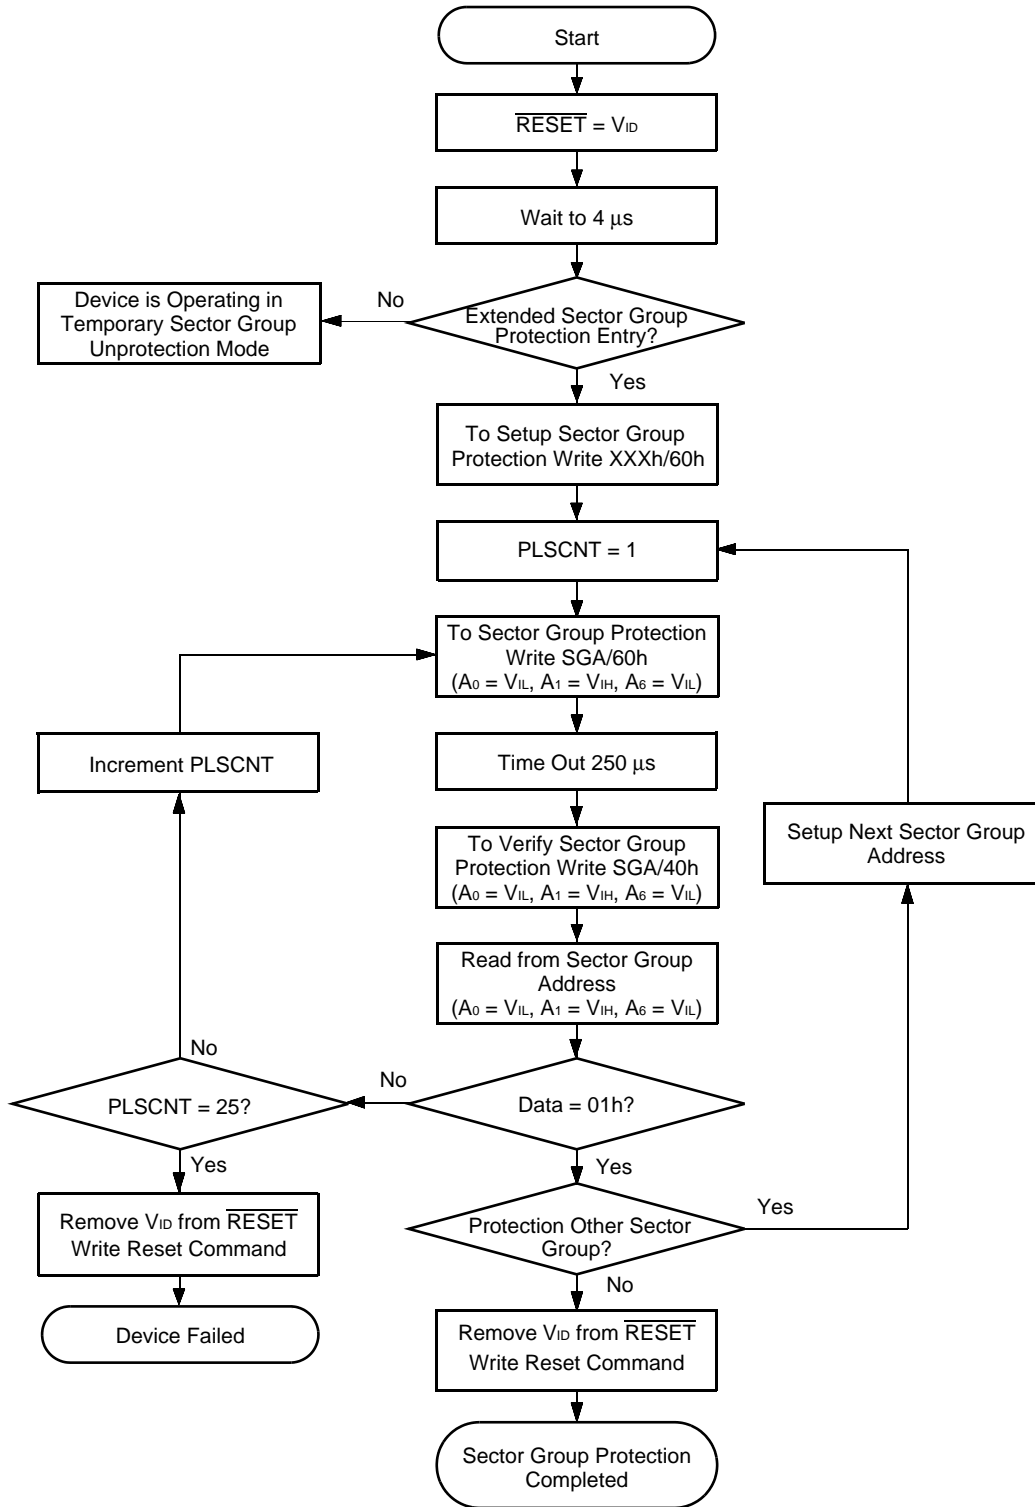 Start
RESET = VID
Wait to 4 μs
No
Device is Operating in
Temporary Sector Group
Unprotection Mode
Extended Sector Group
Protection Entry?
Yes
To Setup Sector Group
Protection Write XXXh/60h
PLSCNT = 1
To Sector Group Protection
Write SGA/60h
(A0 = VIL, A1 = VIH, A6 = VIL)
Increment PLSCNT
Time Out 250 μs
Setup Next Sector Group
Address
To Verify Sector Group
Protection Write SGA/40h
(A0 = VIL, A1 = VIH, A6 = VIL)
Read from Sector Group
Address
(A0 = VIL, A1 = VIH, A6 = VIL)
No
No
PLSCNT = 25?
Data = 01h?
Yes
Yes
Yes
Remove VID from RESET
Write Reset Command
Protection Other Sector
Group?
No
Device Failed
Remove VID from RESET
Write Reset Command
Sector Group Protection
Completed